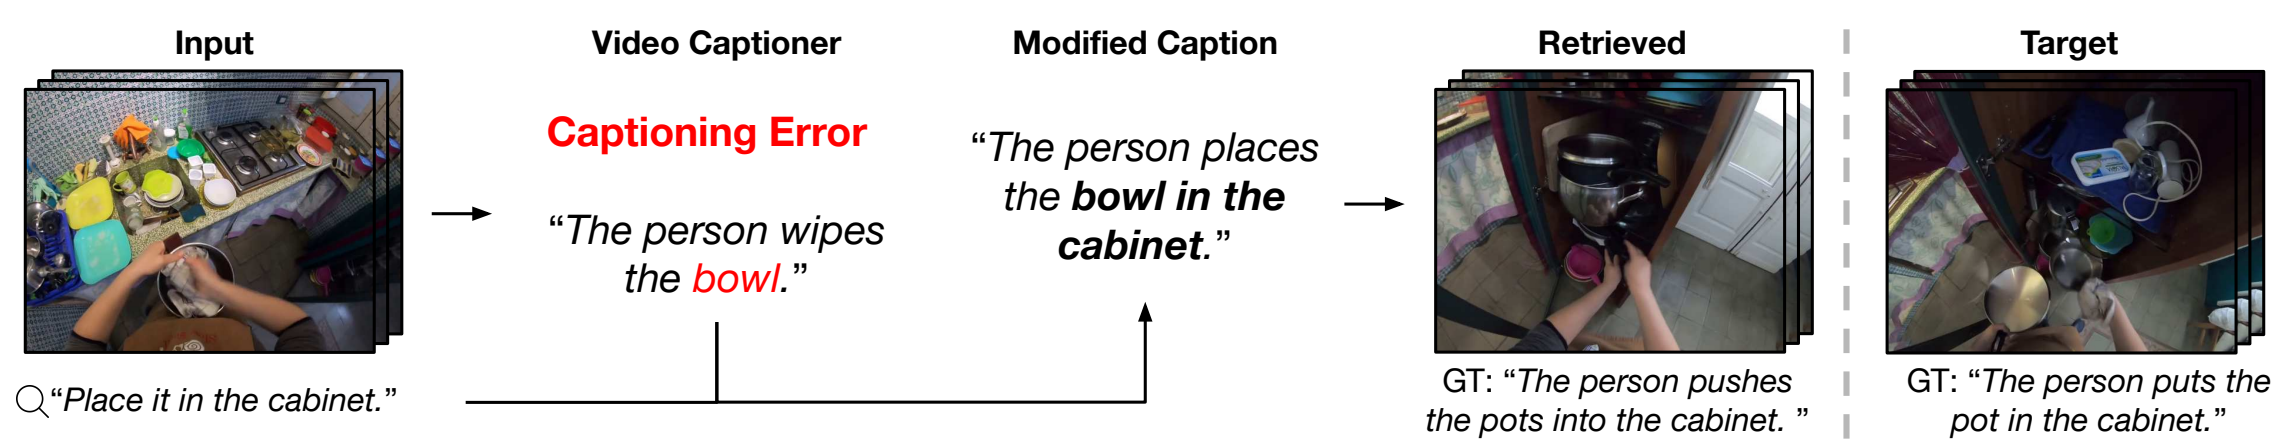 Input
Video Captioner
Modified Caption
Retrieved
Target
Captioning Error
“The person wipes
the bowl.”
“The person places
the bowl in the
cabinet.”
“Place it in the cabinet.”
GT: “The person pushes
the pots into the cabinet. ”
GT: “The person puts the
pot in the cabinet.”